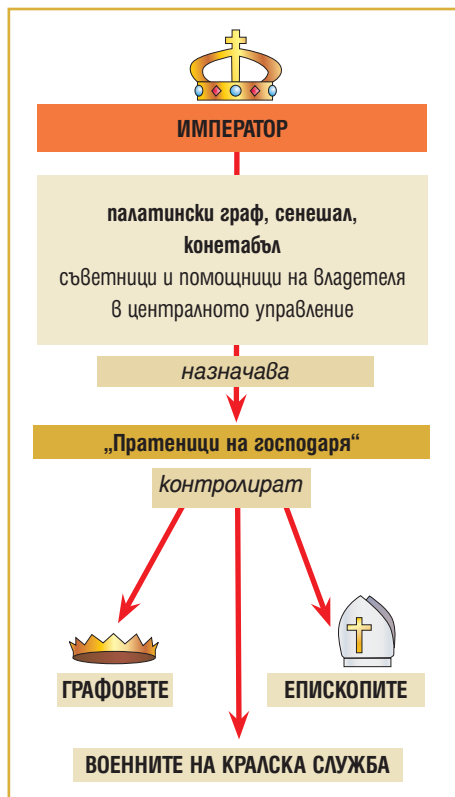 ИМПЕРАТОР
палатински граф, сенешал,
конетабъл
съветници и помощници на владетеля
в централното управление
назначава
„Пратеници на господаря“
контролират
ГРАФОВЕТЕ
ЕПИСКОПИТЕ
ВОЕННИТЕ НА КРАЛСКА СЛУЖБА